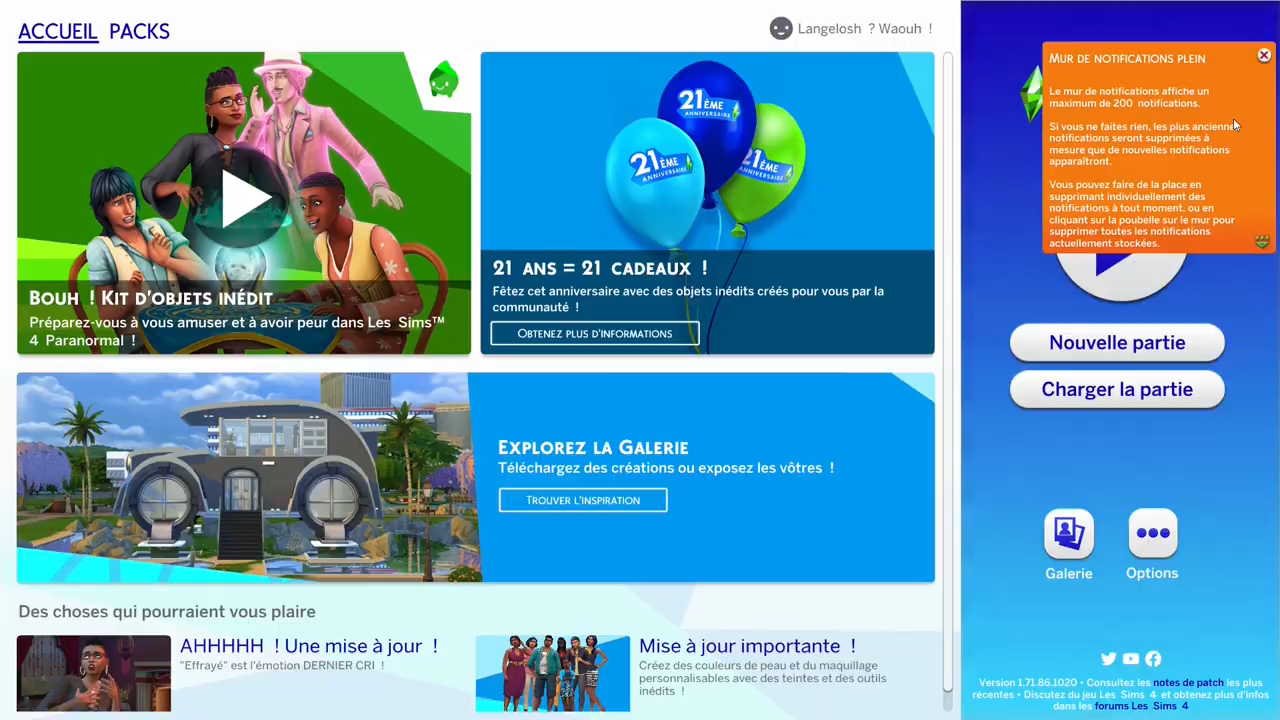 ACCUEIL PACKS
Langelosh ? Waouh !
BOUH ! KIT D'OBJETS INÉDIT
Préparez-vous à vous amuser et à avoir peur dans Les Sims™
4 Paranormal !
21ÈME
ANNIVERSAIRE
21ÈME
ANNIVERSAIRE
21ÈME
ANNIVERSAIRE
21 ANS = 21 CADEAUX !
Fêtez cet anniversaire avec des objets inédits créés pour vous par la
communauté !
OBTENEZ PLUS D'INFORMATIONS
EXPLOREZ LA GALERIE
Téléchargez des créations ou exposez les vôtres !
TROUVER L'INSPIRATION
Des choses qui pourraient vous plaire
AHHHHH ! Une mise à jour !
"Effrayé" est l'émotion DERNIER CRI !
Mise à jour importante !
Créez des couleurs de peau et du maquillage
personnalisables avec des teintes et des outils
inédits !
MUR DE NOTIFICATIONS PLEIN
Le mur de notifications affiche un
maximum de 200 notifications.
Si vous ne faites rien, les plus anciennes
notifications seront supprimées à
mesure que de nouvelles notifications
apparaîtront.
Vous pouvez faire de la place en
supprimant individuellement des
notifications à tout moment, ou en
cliquant sur la poubelle sur le mur pour
supprimer toutes les notifications
actuellement stockées.
Nouvelle partie
Charger la partie
Galerie
Options
Version 1.71.86.1020 • Consultez les notes de patch les plus
récentes • Discutez du jeu Les Sims 4 et obtenez plus d'infos
dans les forums Les Sims 4